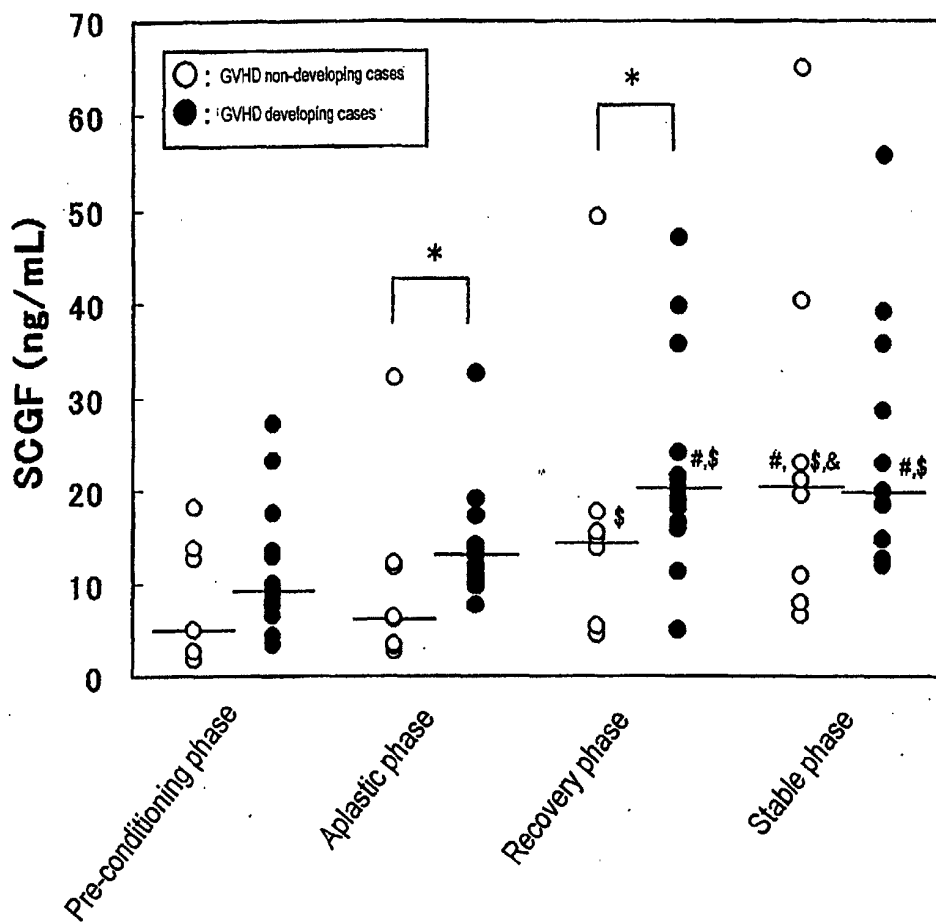 70
60
50
40
30
20
10
0
SCGF (ng/mL)
○ : GVHD non-developing cases
● : GVHD developing cases
*
*
$
#,$
#, $,&
#,$
Pre-conditioning phase
Aplastic phase
Recovery phase
Stable phase